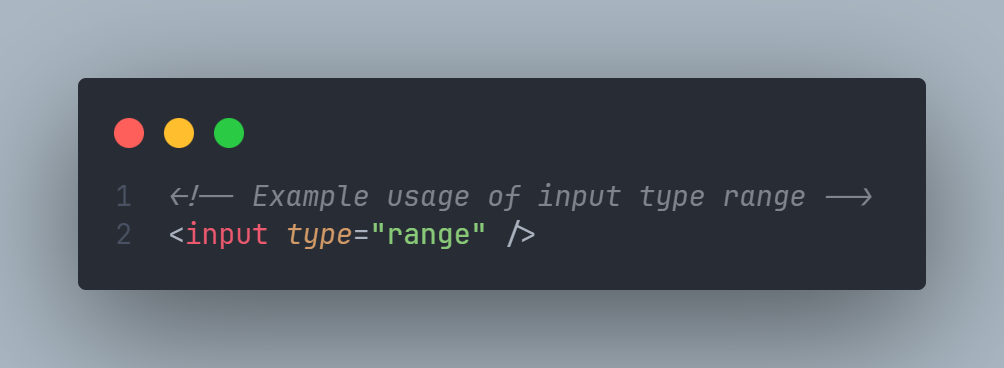 1 <!-- Example usage of input type range -->
2 <input type="range" />